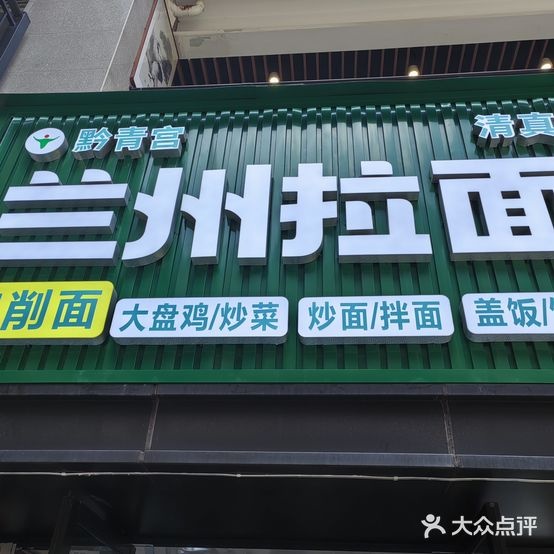 黔青宫 清真
兰州拉面
削面 大盘鸡/炒菜 炒面/拌面 盖饭/
大众点评